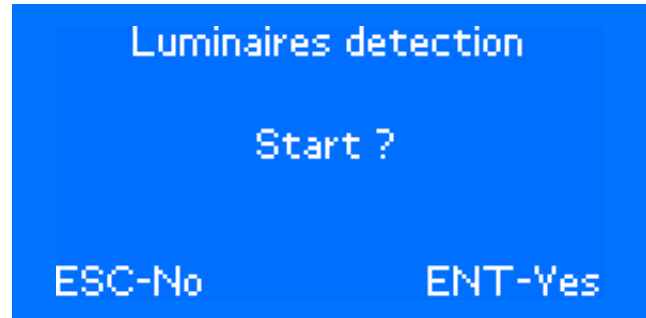 Luminaires detection
Start ?
ESC-No ENT-Yes